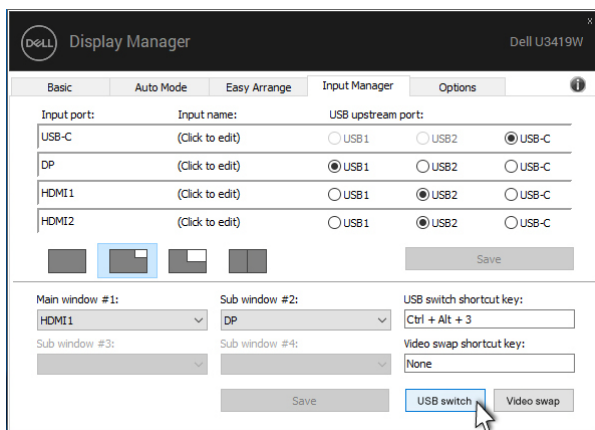 x
DELL Display Manager Dell U3419W
Basic Auto Mode Easy Arrange Input Manager Options i
Input port: Input name: USB upstream port:
USB-C (Click to edit) USB1 USB2 USB-C
DP (Click to edit) USB1 USB2 USB-C
HDMI1 (Click to edit) USB1 USB2 USB-C
HDMI2 (Click to edit) USB1 USB2 USB-C
Save
Main window #1: Sub window #2: USB switch shortcut key:
HDMI1 DP Ctrl + Alt + 3
Sub window #3: Sub window #4: Video swap shortcut key:
None
Save USB switch Video swap